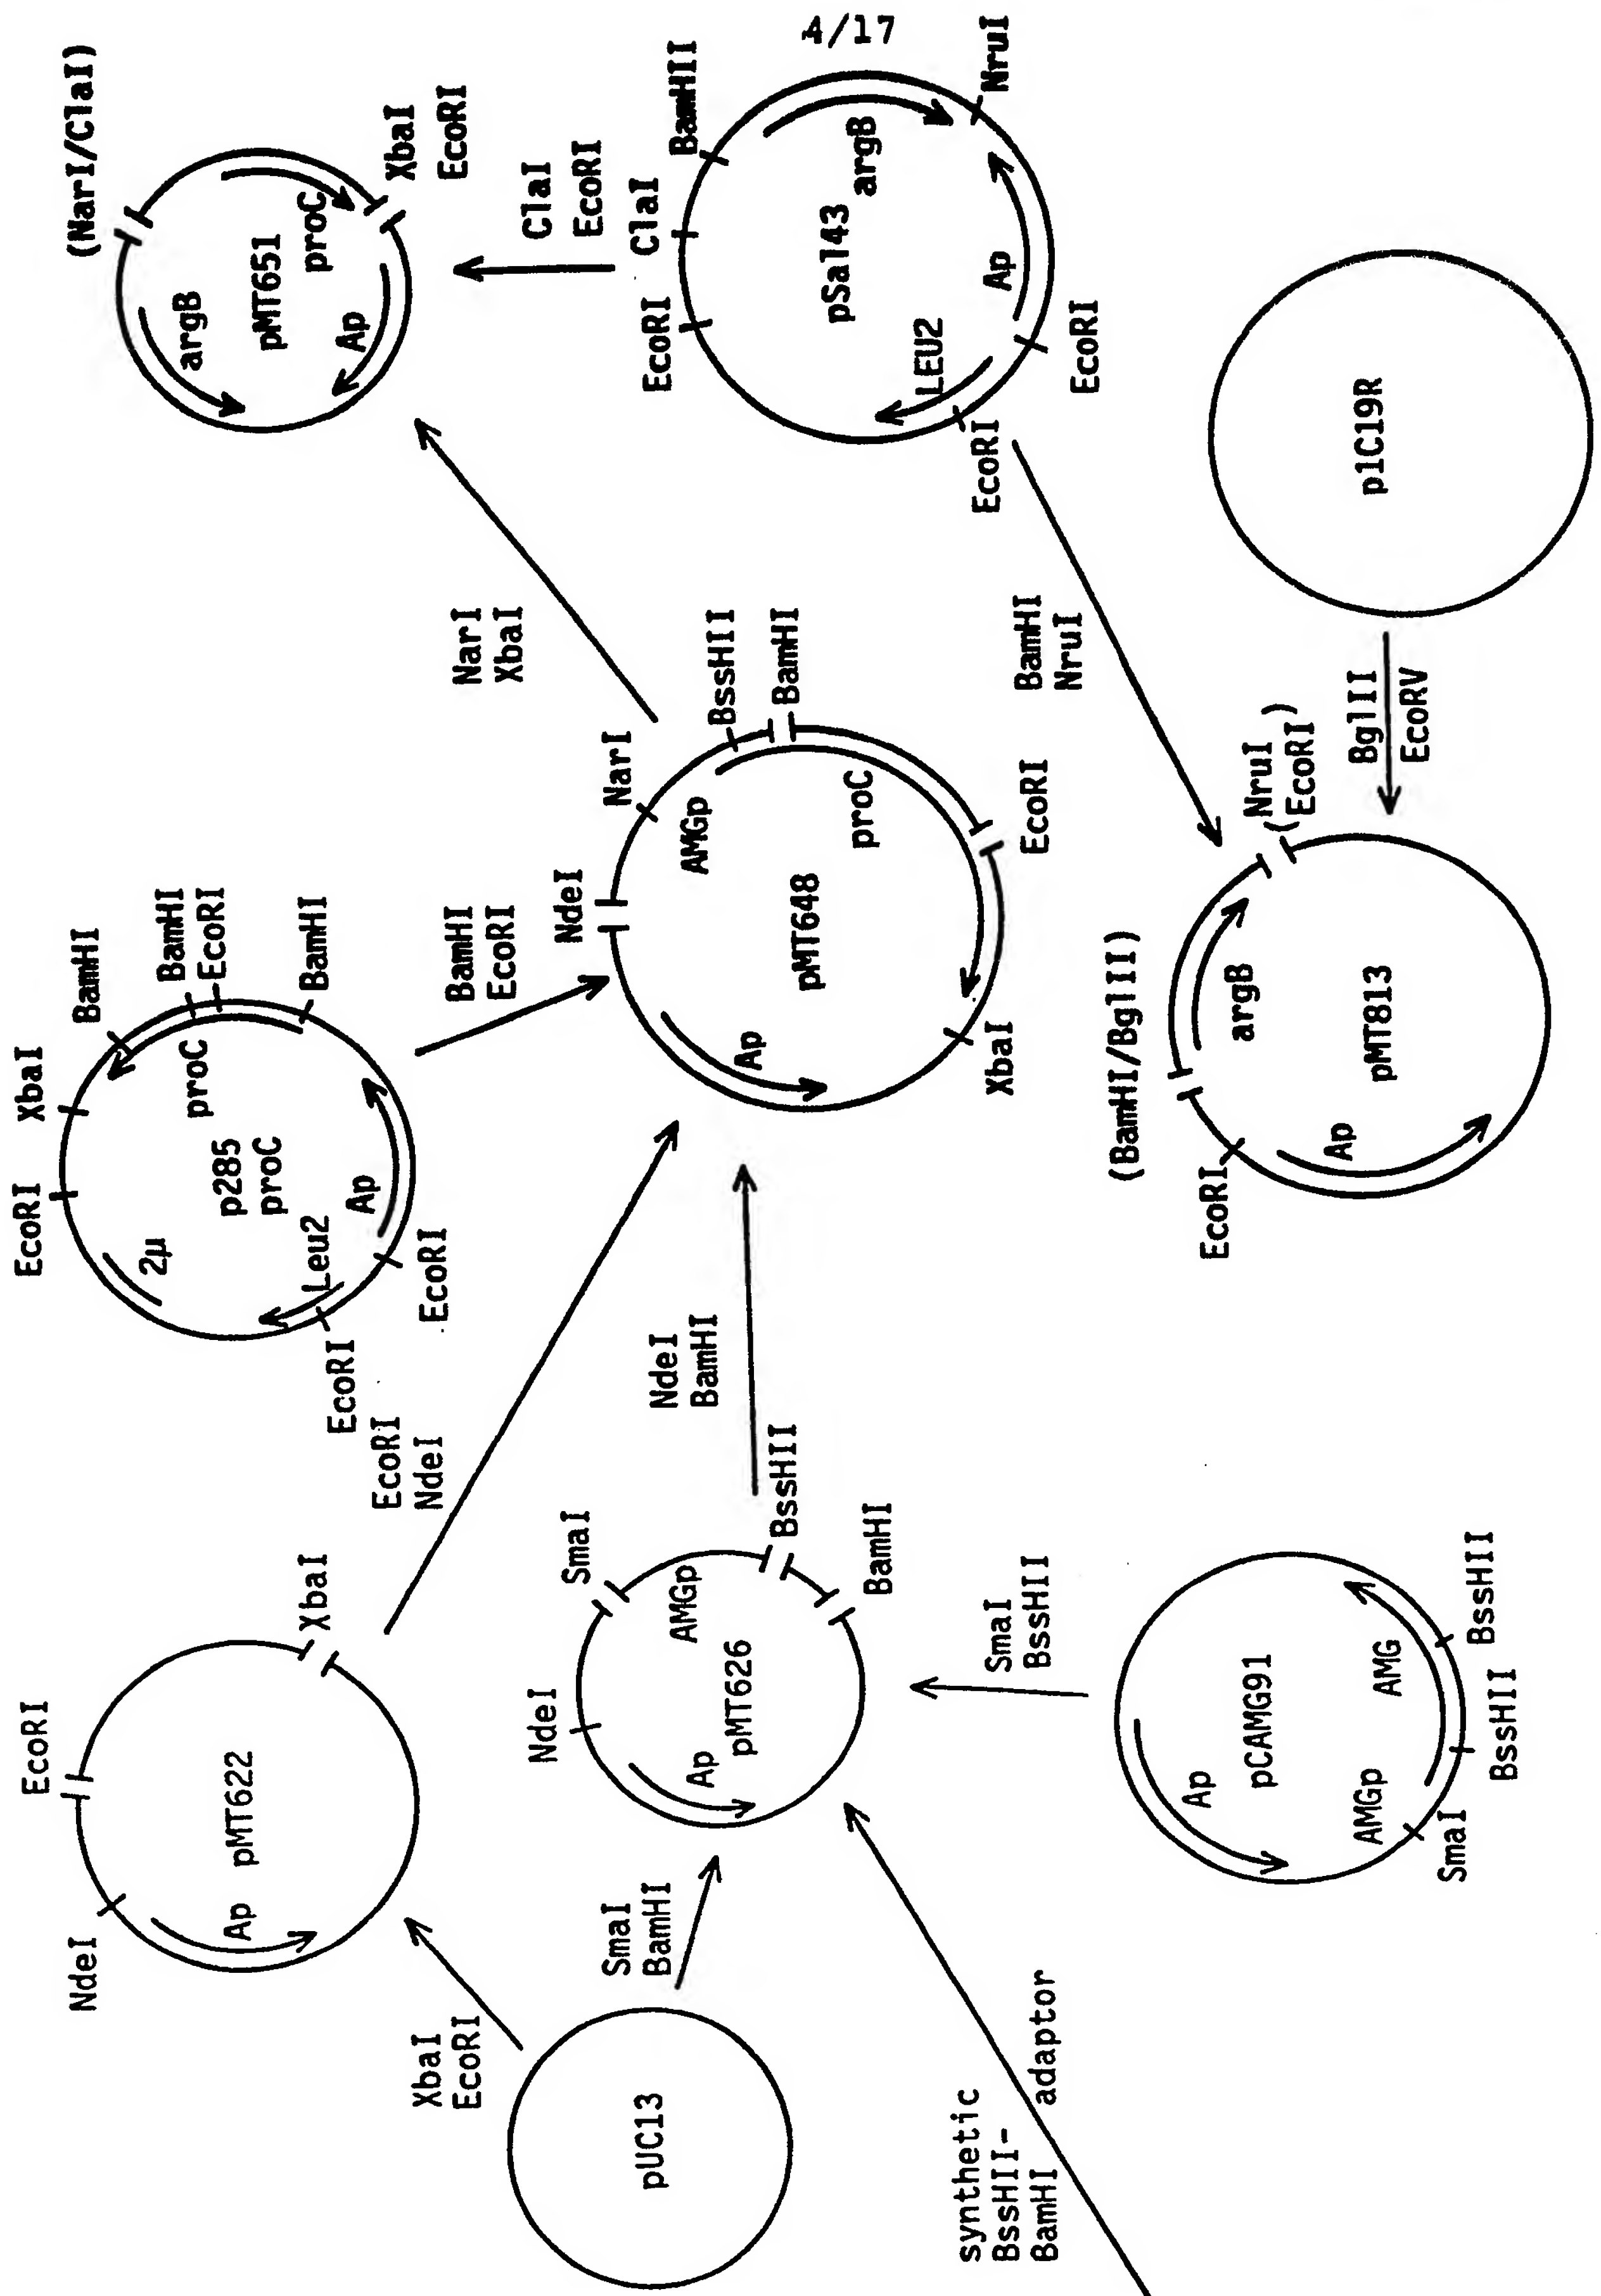 4/17
EcoRI
NdeI
pMT622
Ap
XbaI
XbaI
EcoRI
pUC13
SmaI
BamHI
synthetic
BssHII-
BamHI
adaptor
EcoRI
NdeI
EcoRI
XbaI
BamHI
BamHI
EcoRI
BamHI
proC
p285
proC
2µ
Leu2
Ap
EcoRI
EcoRI
BamHI
EcoRI
NdeI
SmaI
AMGp
pMT626
Ap
BssHII
BamHI
NdeI
BamHI
SmaI
BssHII
Ap
pCAMG91
AMGp
AMG
SmaI
BssHII
BssHII
NdeI
NarI
BssHII
BamHI
AMGp
proC
pMT648
Ap
XbaI
EcoRI
NarI
XbaI
(NarI/ClaI)
argB
pMT651
proC
Ap
XbaI
EcoRI
ClaI
EcoRI
EcoRI
ClaI
BamHII
pSal43
argB
LEU2
Ap
EcoRI
EcoRI
NruI
BamHI
NruI
(BamHI/BglII)
EcoRI
argB
pMT813
Ap
(NruI
EcoRI)
BglII
EcoRV
p1C19R